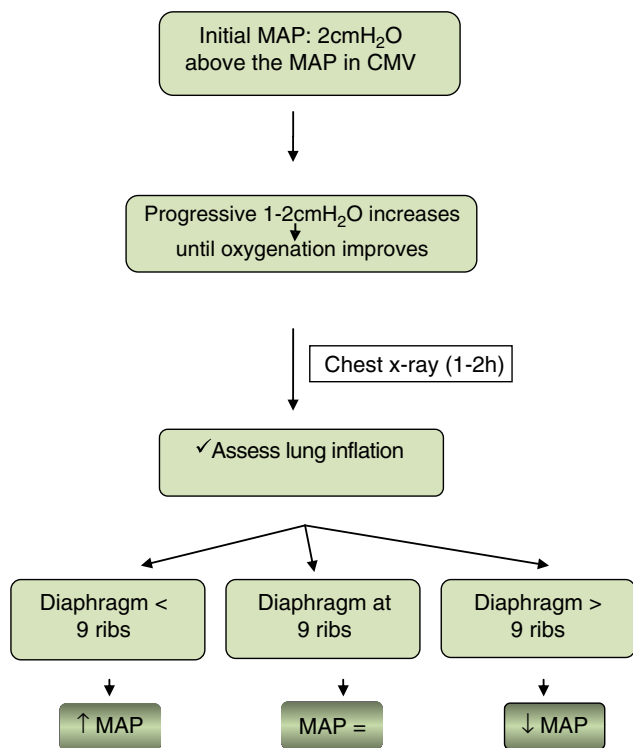 Initial MAP: 2cmH₂O
above the MAP in CMV
Progressive 1-2cmH₂O increases
until oxygenation improves
Chest x-ray (1-2h)
✓Assess lung inflation
Diaphragm <
9 ribs
Diaphragm at
9 ribs
Diaphragm >
9 ribs
↑ MAP
MAP =
↓ MAP